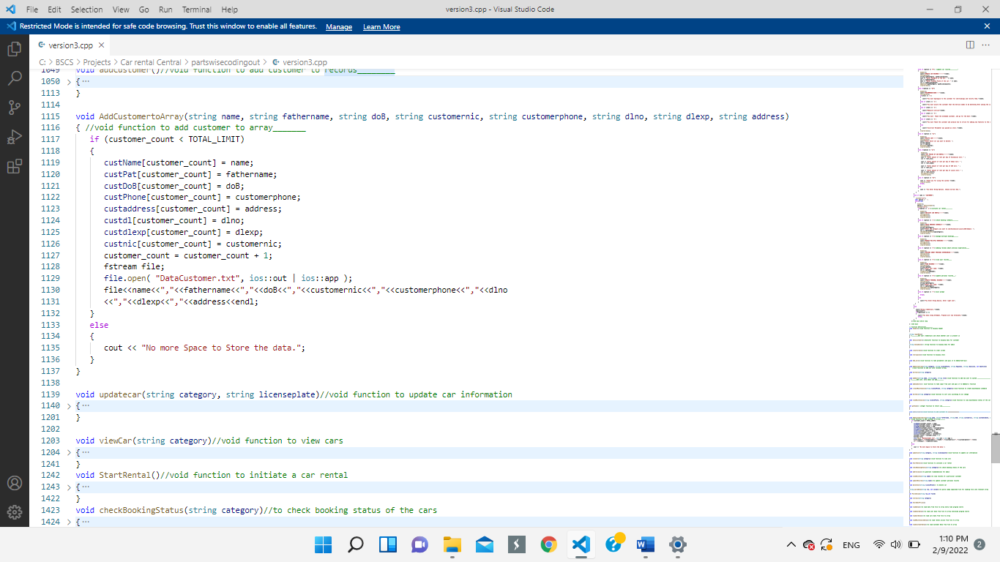 File Edit Selection View Go Run Terminal Help version3.cpp - Visual Studio Code
Restricted Mode is intended for safe code browsing. Trust this window to enable all features. Manage Learn More
version3.cpp
C: > BSCS > Projects > Car rental Central > partswisecodingout > version3.cpp
1049 void addCustomer()//void function to add customer to records________
1050 {
1113 }
1114
1115 void AddCustomertoArray(string name, string fathername, string doB, string customernic, string customerphone, string dlno, string dlexp, string address)
1116 { //void function to add customer to array_______
1117 if (customer_count < TOTAL_LIMIT)
1118 {
1119 custName[customer_count] = name;
1120 custPat[customer_count] = fathername;
1121 custDoB[customer_count] = doB;
1122 custPhone[customer_count] = customerphone;
1123 custaddress[customer_count] = address;
1124 custdl[customer_count] = dlno;
1125 custdlexp[customer_count] = dlexp;
1126 custnic[customer_count] = customernic;
1127 customer_count = customer_count + 1;
1128 fstream file;
1129 file.open( "DataCustomer.txt", ios::out | ios::app );
1130 file<<name<<","<<fathername<<","<<doB<<","<<customernic<<","<<customerphone<<","<<dlno
1131 <<","<<dlexp<<","<<address<<endl;
1132 }
1133 else
1134 {
1135 cout << "No more Space to Store the data.";
1136 }
1137 }
1138
1139 void updatecar(string category, string licenseplate)//void function to update car information
1140 {
1201 }
1202
1203 void viewCar(string category)//void function to view cars
1204 {
1241 }
1242 void StartRental()//void function to initiate a car rental
1243 {
1422 }
1423 void checkBookingStatus(string category)//to check booking status of the cars
1424 {
ENG
1:10 PM
2/9/2022
2